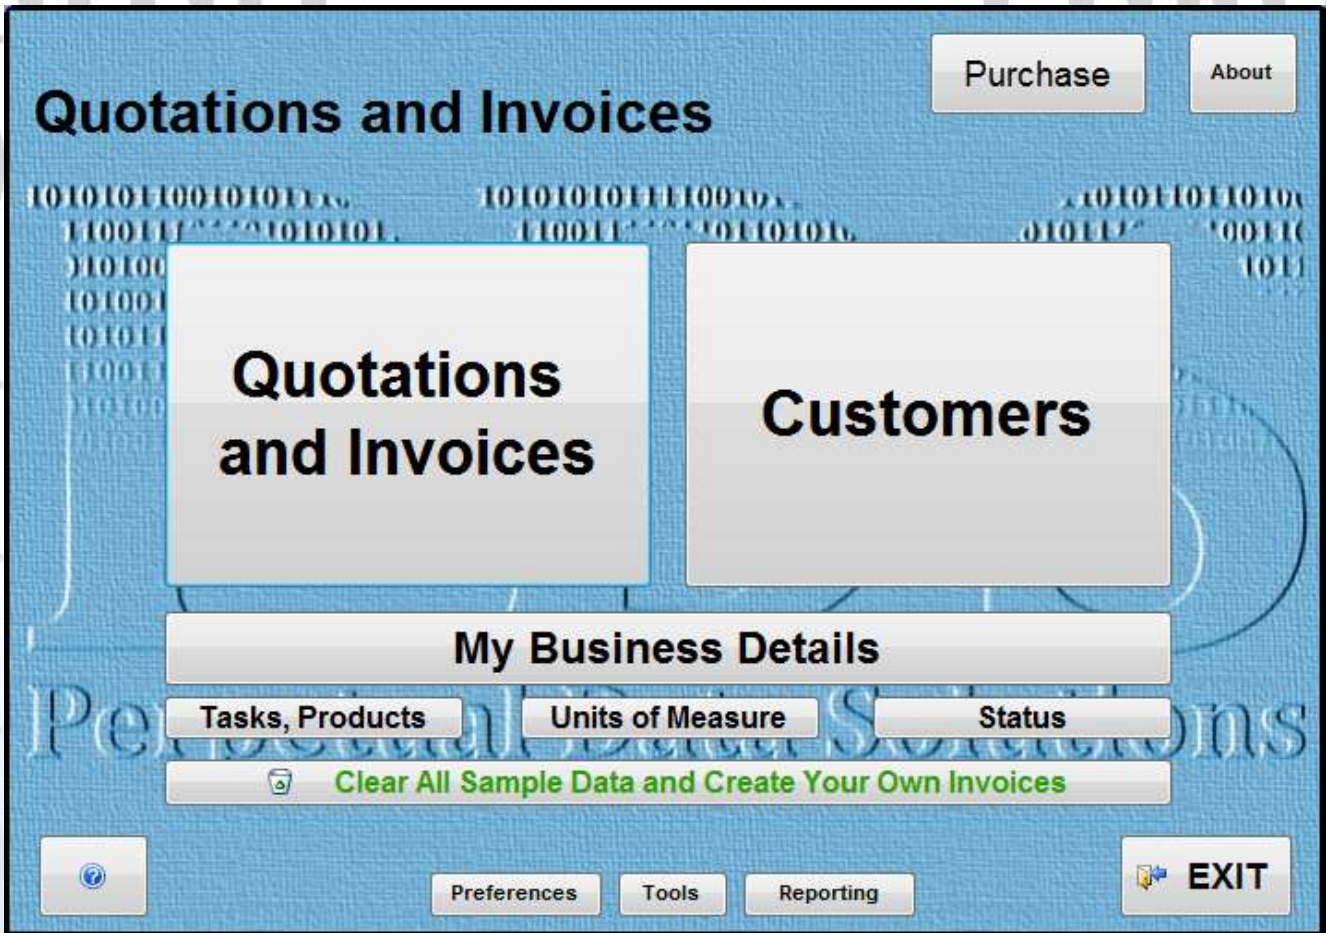 Purchase
About
Quotations and Invoices
Quotations
and Invoices
Customers
My Business Details
Tasks, Products
Units of Measure
Status
Clear All Sample Data and Create Your Own Invoices
Preferences
Tools
Reporting
EXIT